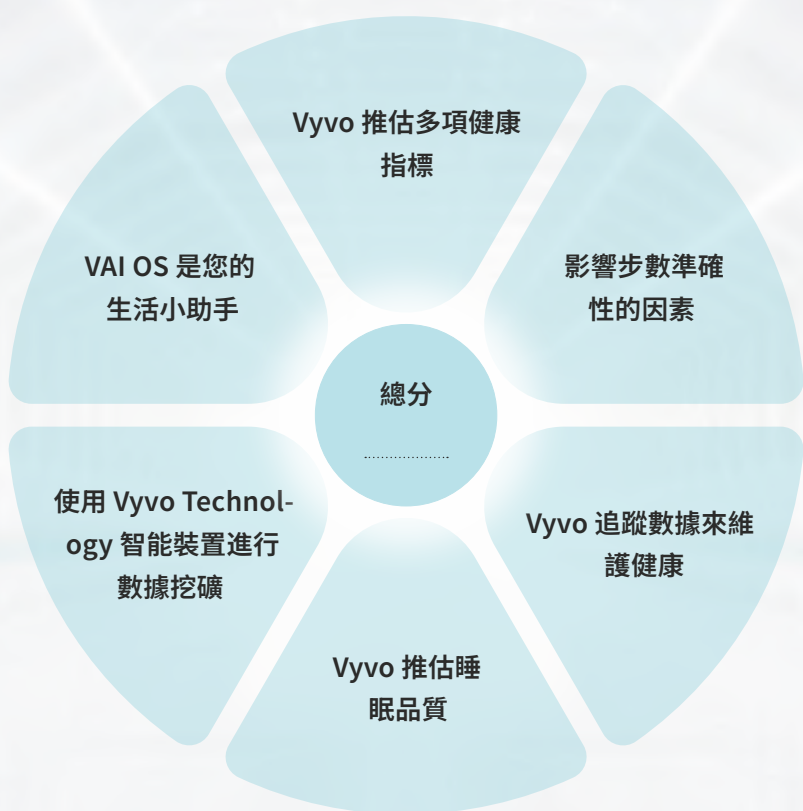 Vyvo 推估多項健康
指標
VAI OS 是您的
生活小助手
影響步數準確
性的因素
總分
使用 Vyvo Technol-
ogy 智能裝置進行
數據挖礦
Vyvo 追蹤數據來維
護健康
Vyvo 推估睡
眠品質